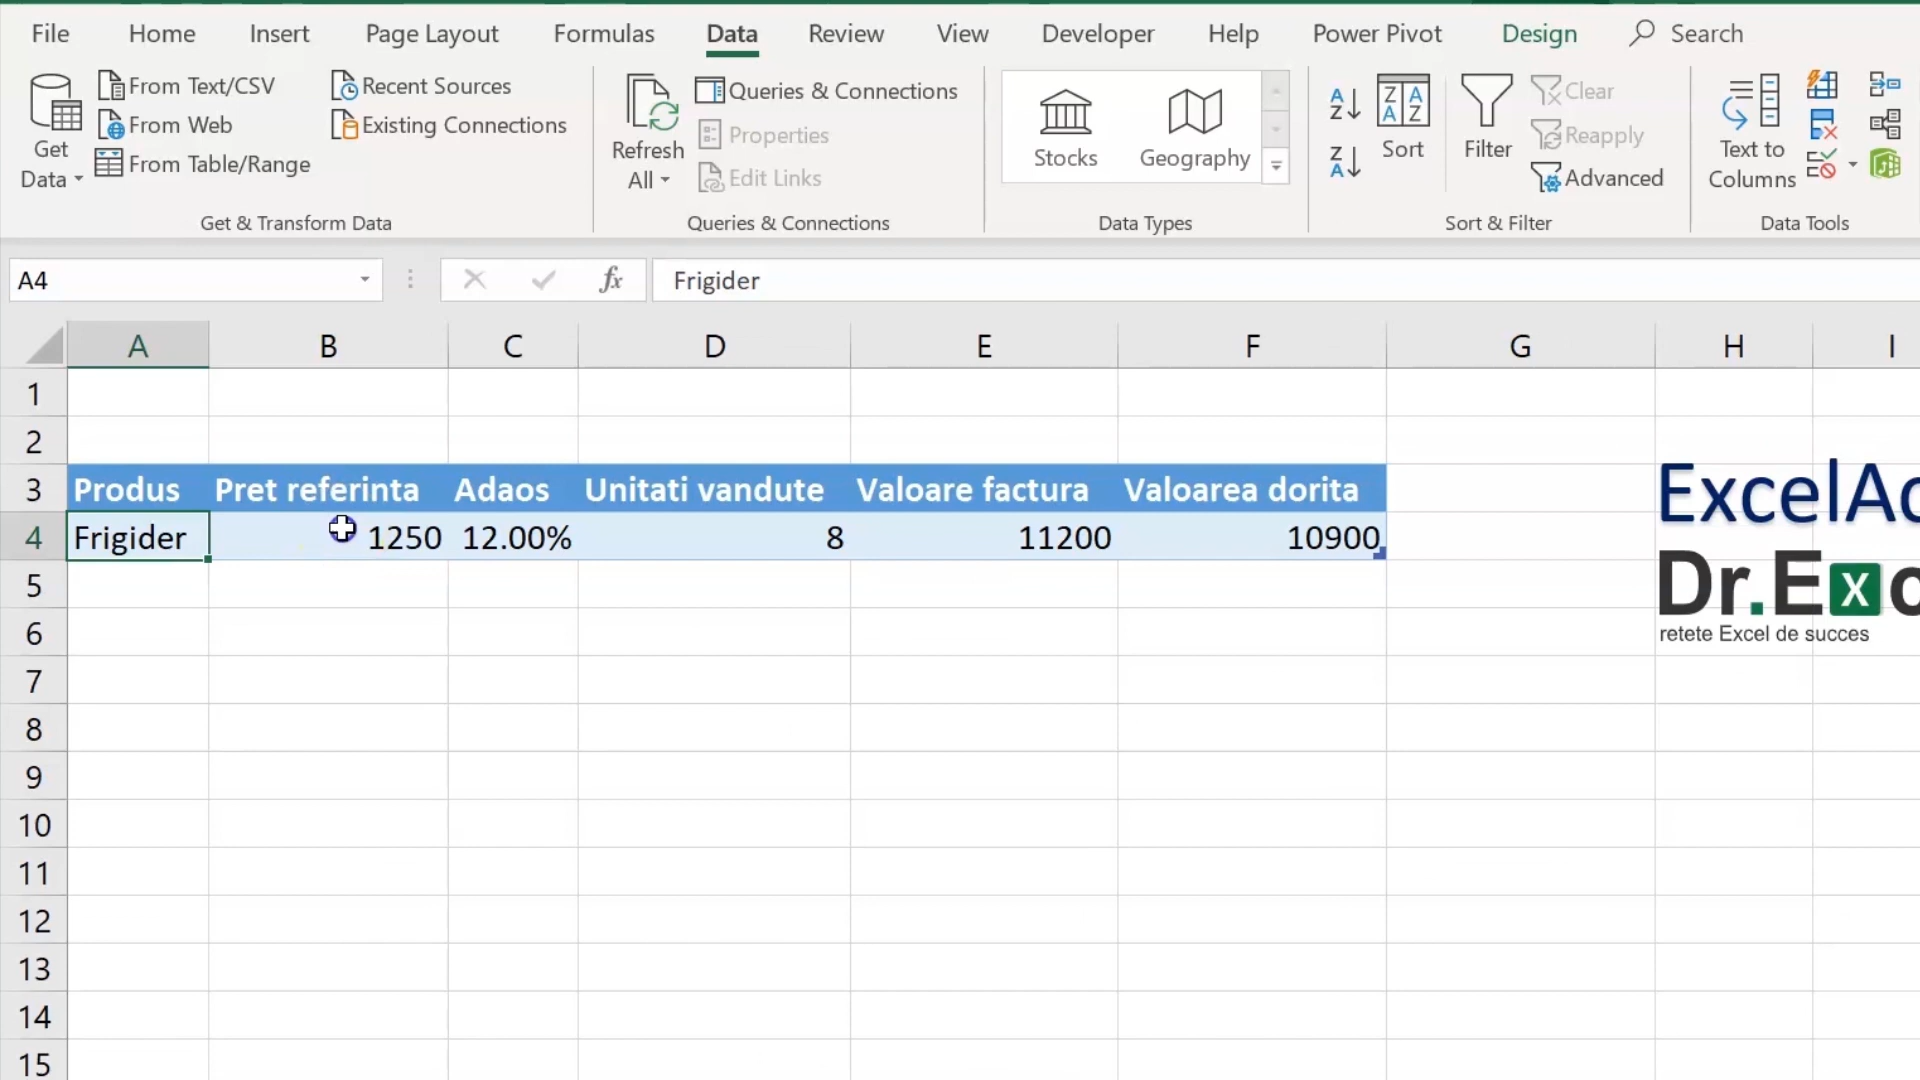 File Home Insert Page Layout Formulas Data Review View Developer Help Power Pivot Design Search
Get Data
From Text/CSV
From Web
From Table/Range
Recent Sources
Existing Connections
Get & Transform Data
Refresh All
Queries & Connections
Properties
Edit Links
Queries & Connections
Stocks Geography
Data Types
Sort
Filter
Clear
Reapply
Advanced
Sort & Filter
Text to Columns
Data Tools
A4 fx Frigider
A B C D E F G H I
1
2
3 Produs Pret referinta Adaos Unitati vandute Valoare factura Valoarea dorita
4 Frigider 1250 12.00% 8 11200 10900
5
6
7
8
9
10
11
12
13
14
15
ExcelAc
Dr.Exc
retete Excel de succes